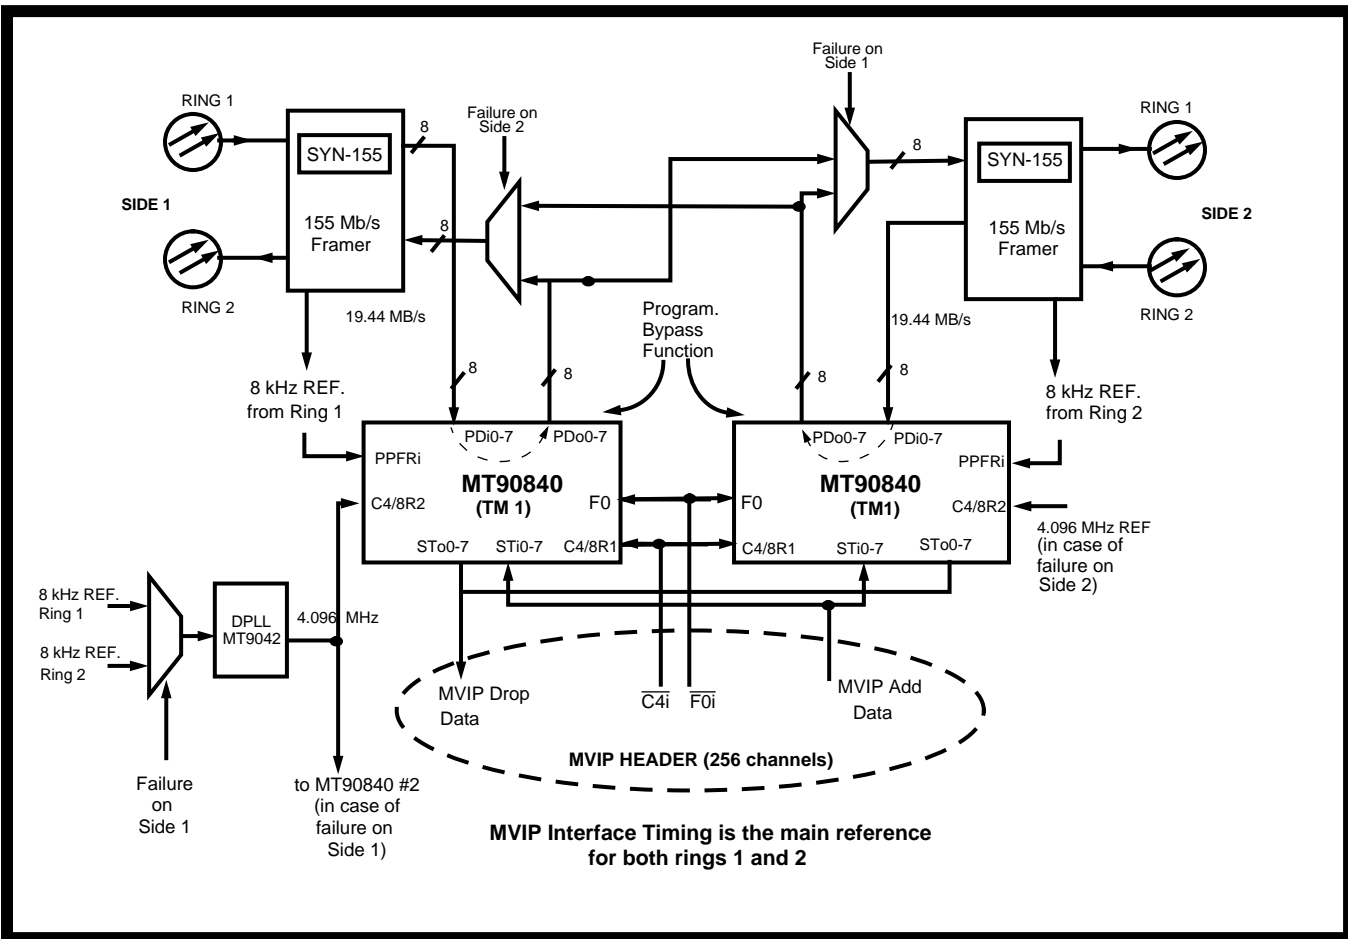 Failure on
Side 1
RING 1
8
Failure on
Side 2
RING 1
8
SYN-155
SYN-155
SIDE 1
SIDE 2
155 Mb/s
Framer
8
155 Mb/s
Framer
RING 2
19.44 MB/s
Program.
Bypass
Function
19.44 MB/s
RING 2
8
8
8
8
8 kHz REF.
from Ring 1
8 kHz REF.
from Ring 2
PDi0-7
PDo0-7
PDo0-7
PDi0-7
PPFRi
PPFRi
MT90840
(TM 1)
MT90840
(TM1)
C4/8R2
F0
F0
C4/8R2
STo0-7
STi0-7
C4/8R1
C4/8R1
STi0-7
STo0-7
4.096 MHz REF
(in case of
failure on
Side 2)
8 kHz REF.
Ring 1
8 kHz REF.
Ring 2
DPLL
MT9042
4.096 MHz
MVIP Drop
Data
C4i
F0i
MVIP Add
Data
MVIP HEADER (256 channels)
Failure
on
Side 1
to MT90840 #2
(in case of
failure on
Side 1)
MVIP Interface Timing is the main reference
for both rings 1 and 2